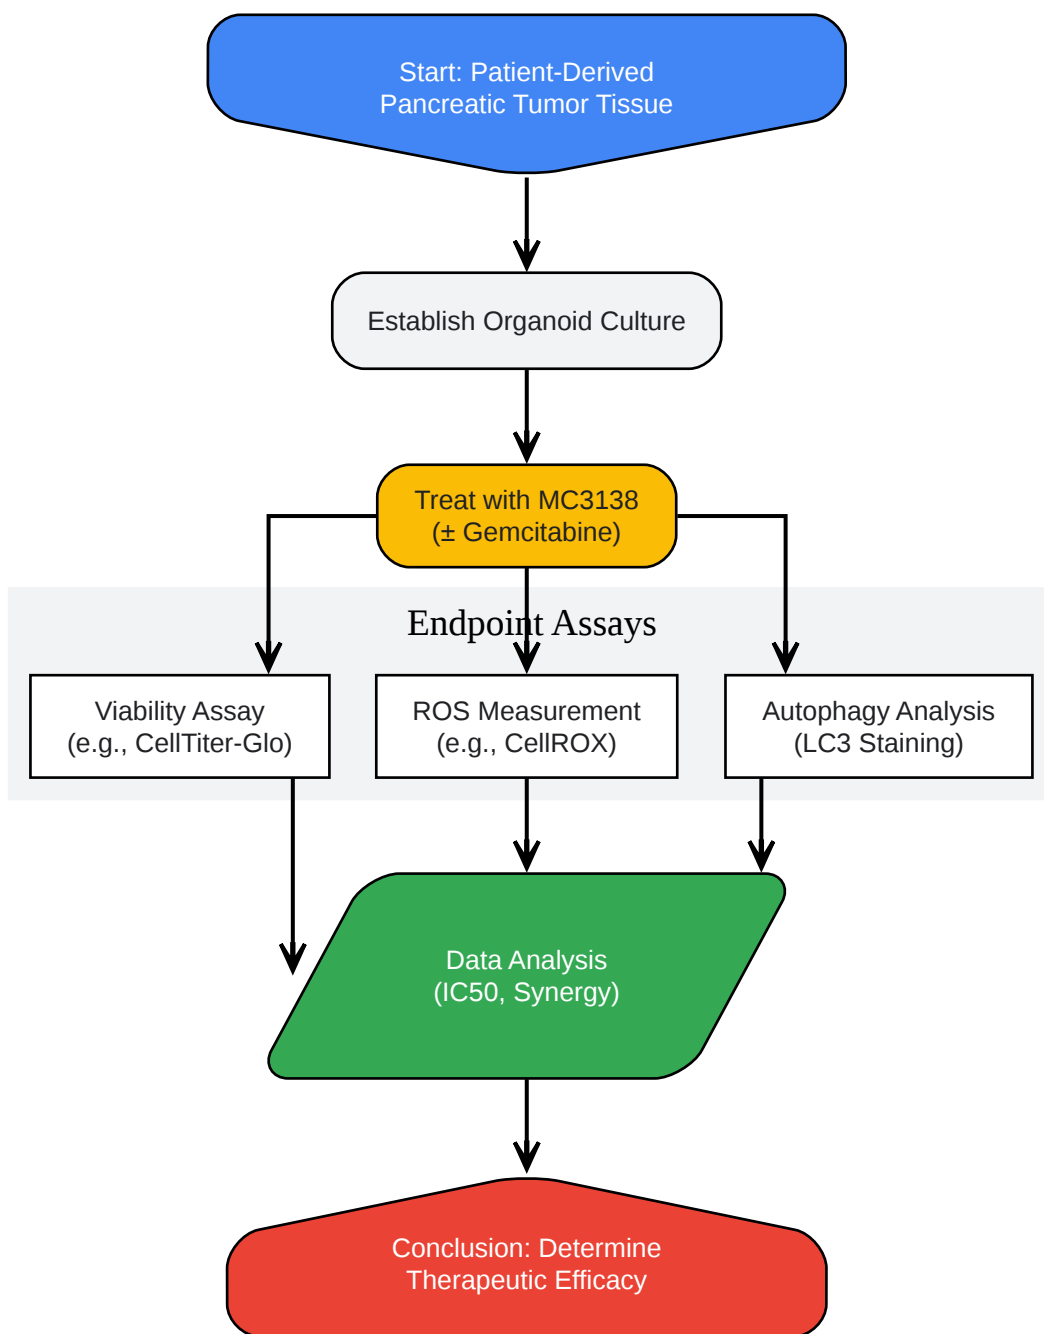 Start: Patient-Derived
Pancreatic Tumor Tissue
Establish Organoid Culture
Treat with MC3138
(± Gemcitabine)
Endpoint Assays
Viability Assay
(e.g., CellTiter-Glo)
ROS Measurement
(e.g., CellROX)
Autophagy Analysis
(LC3 Staining)
Data Analysis
(IC50, Synergy)
Conclusion: Determine
Therapeutic Efficacy